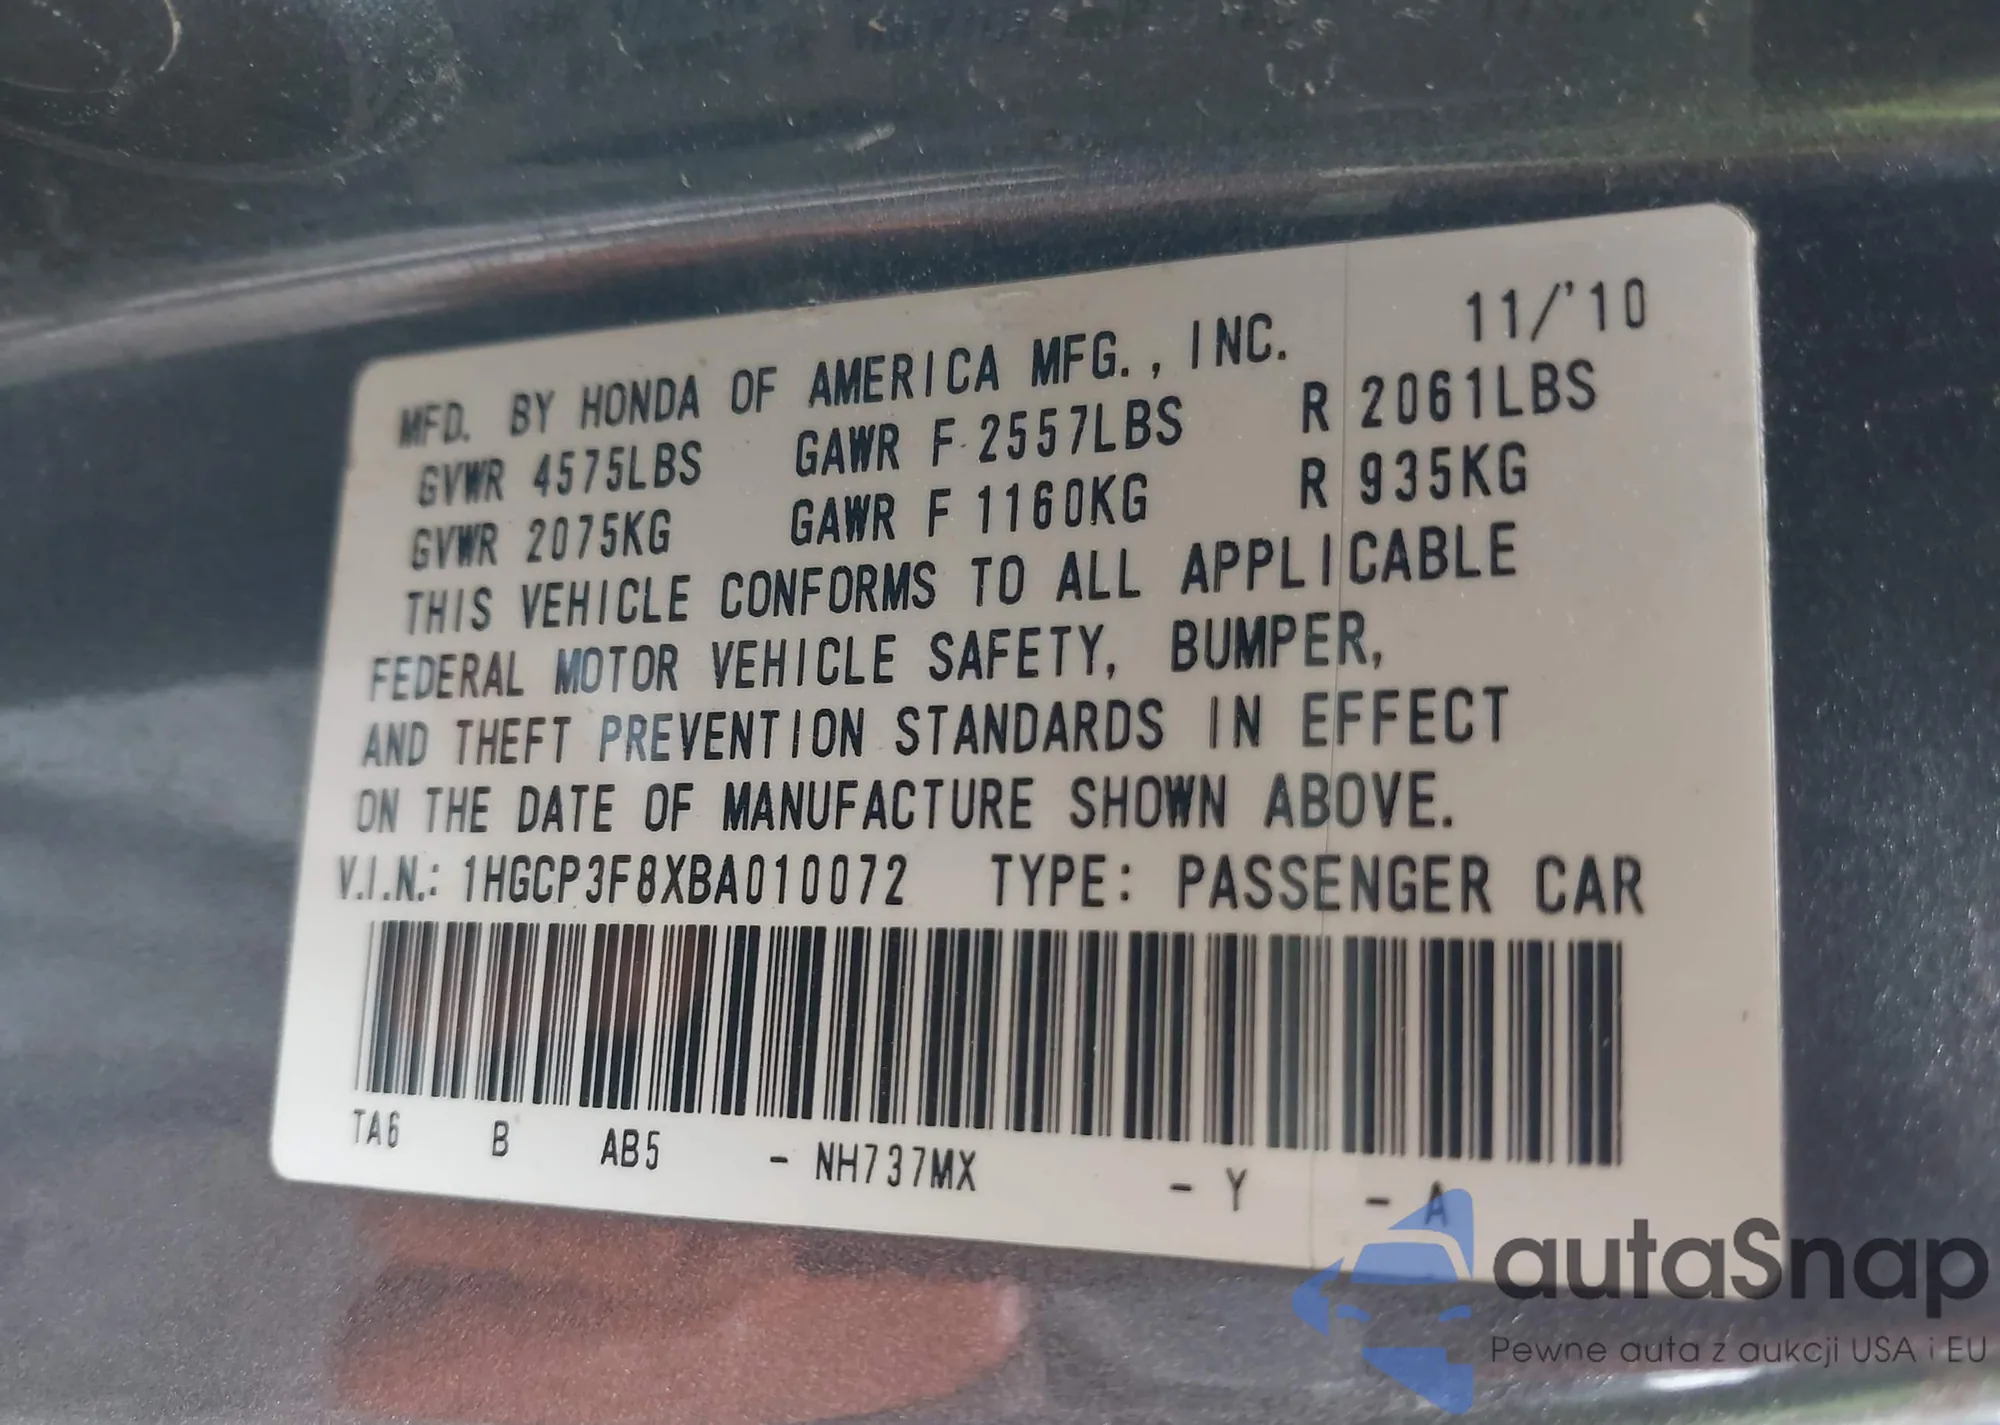 11/'10
MFD. BY HONDA OF AMERICA MFG., INC.
GVWR 4575LBS GAWR F 2557LBS R 2061LBS
GVWR 2075KG GAWR F 1160KG R 935KG
THIS VEHICLE CONFORMS TO ALL APPLICABLE
FEDERAL MOTOR VEHICLE SAFETY, BUMPER,
AND THEFT PREVENTION STANDARDS IN EFFECT
ON THE DATE OF MANUFACTURE SHOWN ABOVE.
V.I.N.: 1HGCP3F8XBA010072 TYPE: PASSENGER CAR
TA6 B AB5 - NH737MX - Y - A
autaSnap
Pewne auta z aukcji USA i EU